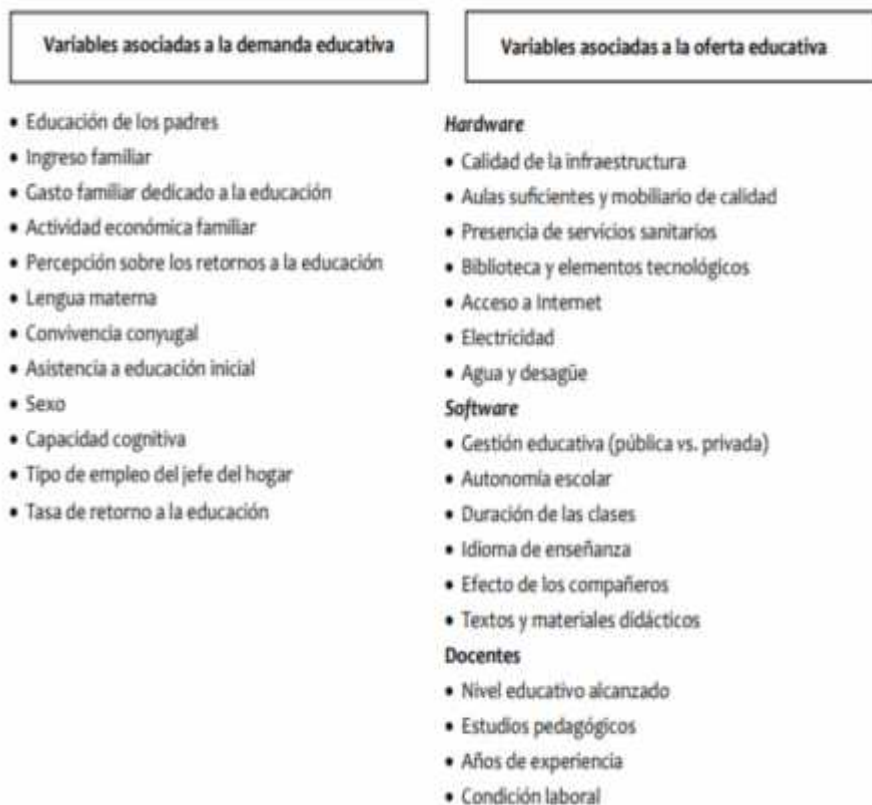 Variables asociadas a la demanda educativa
• Educación de los padres
• Ingreso familiar
• Gasto familiar dedicado a la educación
• Actividad económica familiar
• Percepción sobre los retornos a la educación
• Lengua materna
• Convivencia conyugal
• Asistencia a educación inicial
• Sexo
• Capacidad cognitiva
• Tipo de empleo del jefe del hogar
• Tasa de retorno a la educación
Variables asociadas a la oferta educativa
Hardware
• Calidad de la infraestructura
• Aulas suficientes y mobiliario de calidad
• Presencia de servicios sanitarios
• Biblioteca y elementos tecnológicos
• Acceso a Internet
• Electricidad
• Agua y desagüe
Software
• Gestión educativa (pública vs. privada)
• Autonomía escolar
• Duración de las clases
• Idioma de enseñanza
• Efecto de los compañeros
• Textos y materiales didácticos
Docentes
• Nivel educativo alcanzado
• Estudios pedagógicos
• Años de experiencia
• Condición laboral